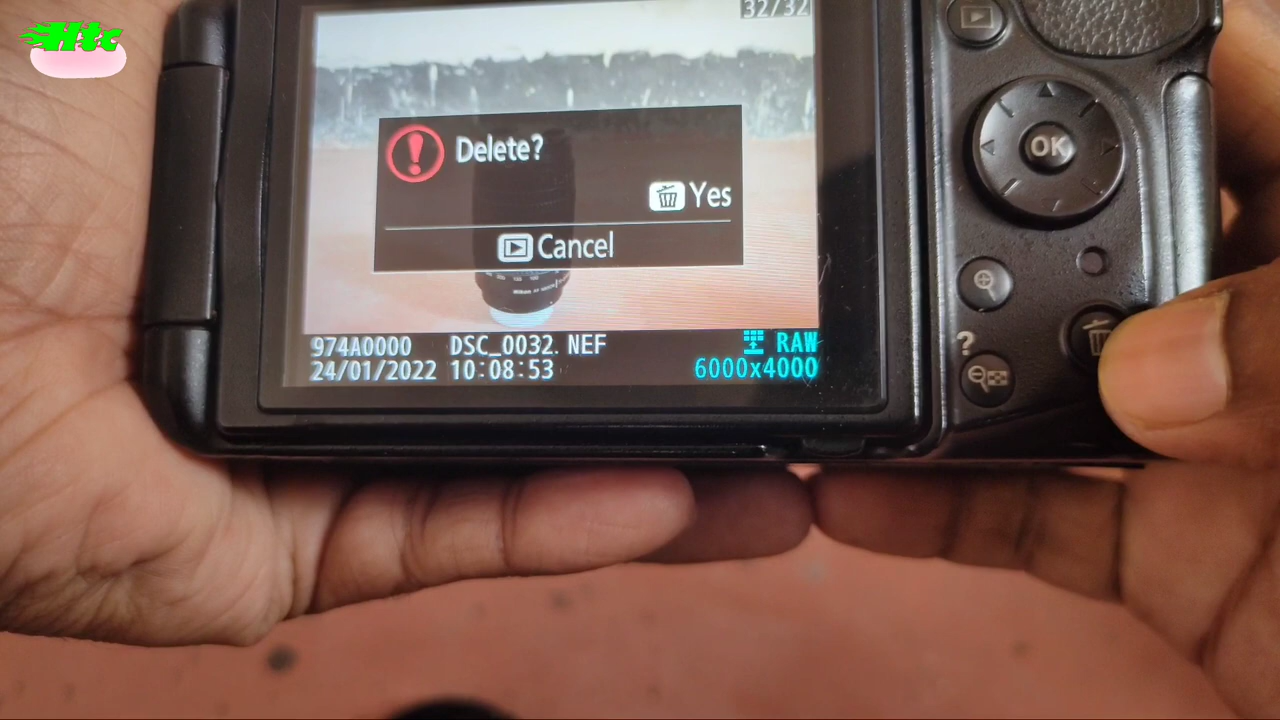 Htc
32/32
Delete?
Yes
Cancel
OK
974A0000 DSC_0032.NEF RAW
24/01/2022 10:08:53 6000x4000
?